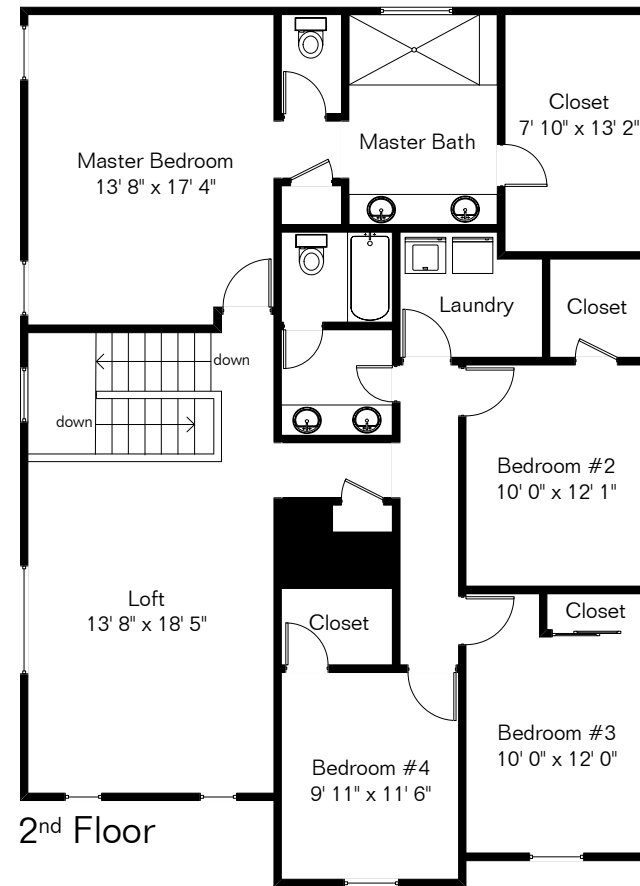 Closet
7' 10" x 13' 2"
Master Bath
Master Bedroom
13' 8" x 17' 4"
Laundry
Closet
down
down
Bedroom #2
10' 0" x 12' 1"
Loft
13' 8" x 18' 5"
Closet
Closet
Bedroom #3
10' 0" x 12' 0"
Bedroom #4
9' 11" x 11' 6"
2nd Floor